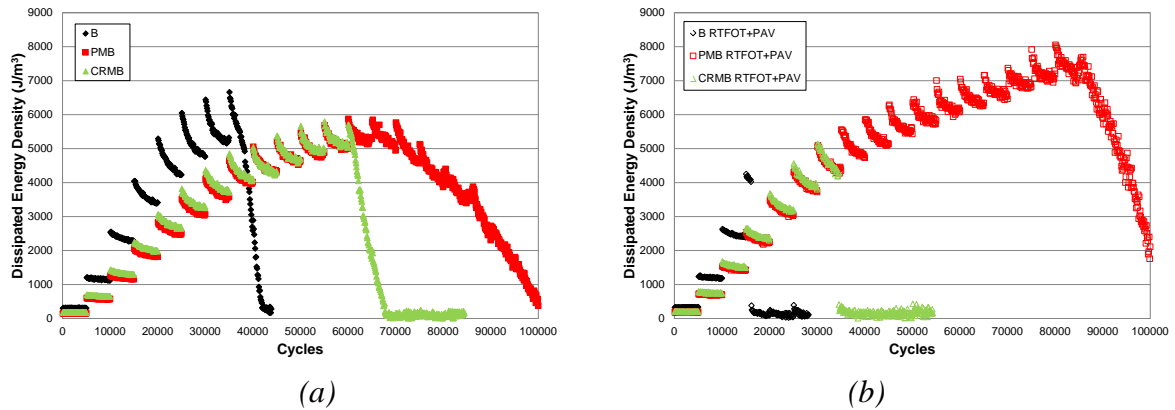 9000
8000
7000
6000
5000
4000
3000
2000
1000
0
Dissipated Energy Density (J/m³)
B
PMB
CRMB
0 10000 20000 30000 40000 50000 60000 70000 80000 90000 100000
Cycles
(a)
9000
8000
7000
6000
5000
4000
3000
2000
1000
0
Dissipated Energy Density (J/m³)
B RTFOT+PAV
PMB RTFOT+PAV
CRMB RTFOT+PAV
0 10000 20000 30000 40000 50000 60000 70000 80000 90000 100000
Cycles
(b)